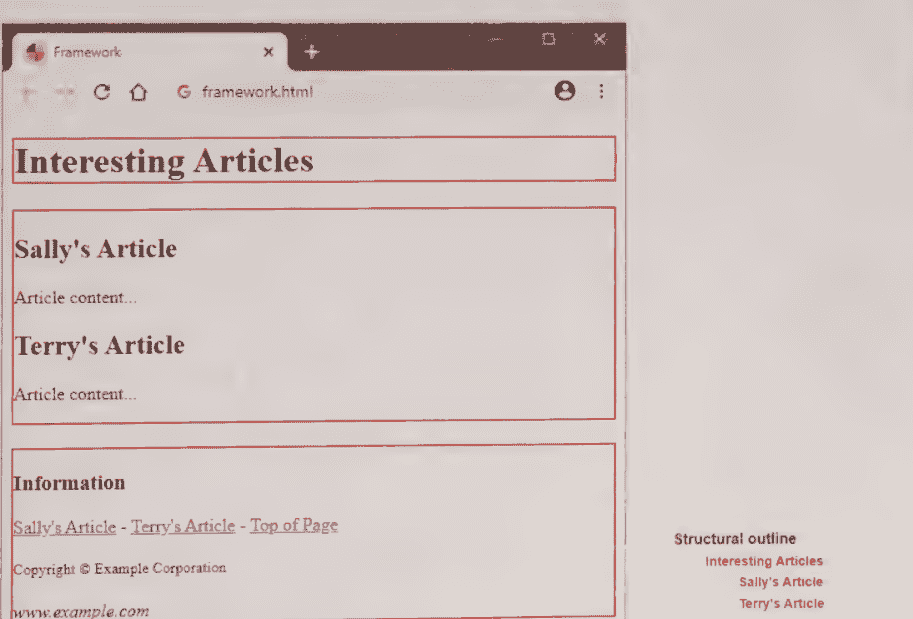 Framework
framework.html
Interesting Articles
Sally's Article
Article content...
Terry's Article
Article content...
Information
Sally's Article - Terry's Article - Top of Page
Copyright © Example Corporation
www.example.com
Structural outline
Interesting Articles
Sally's Article
Terry's Article